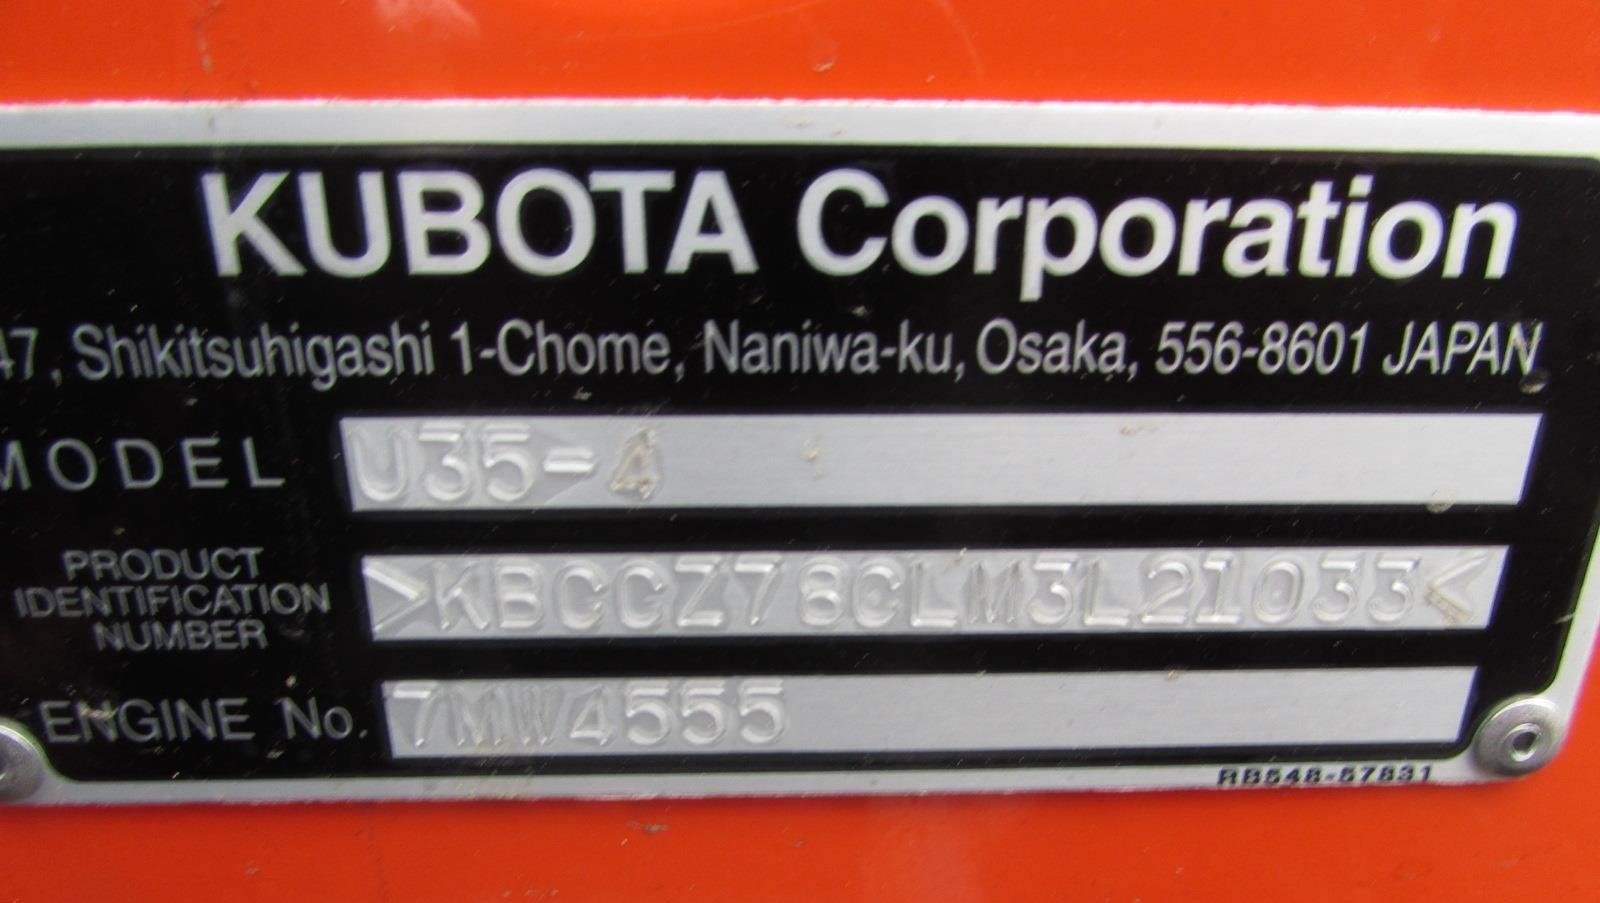 KUBOTA Corporation
47, Shikitsuhigashi 1-Chome, Naniwa-ku, Osaka, 556-8601 JAPAN
MODEL U35-4
PRODUCT
IDENTIFICATION
NUMBER
>KBCCZ78CLM3L21033<
ENGINE No. 7MW4555
RB548-57831